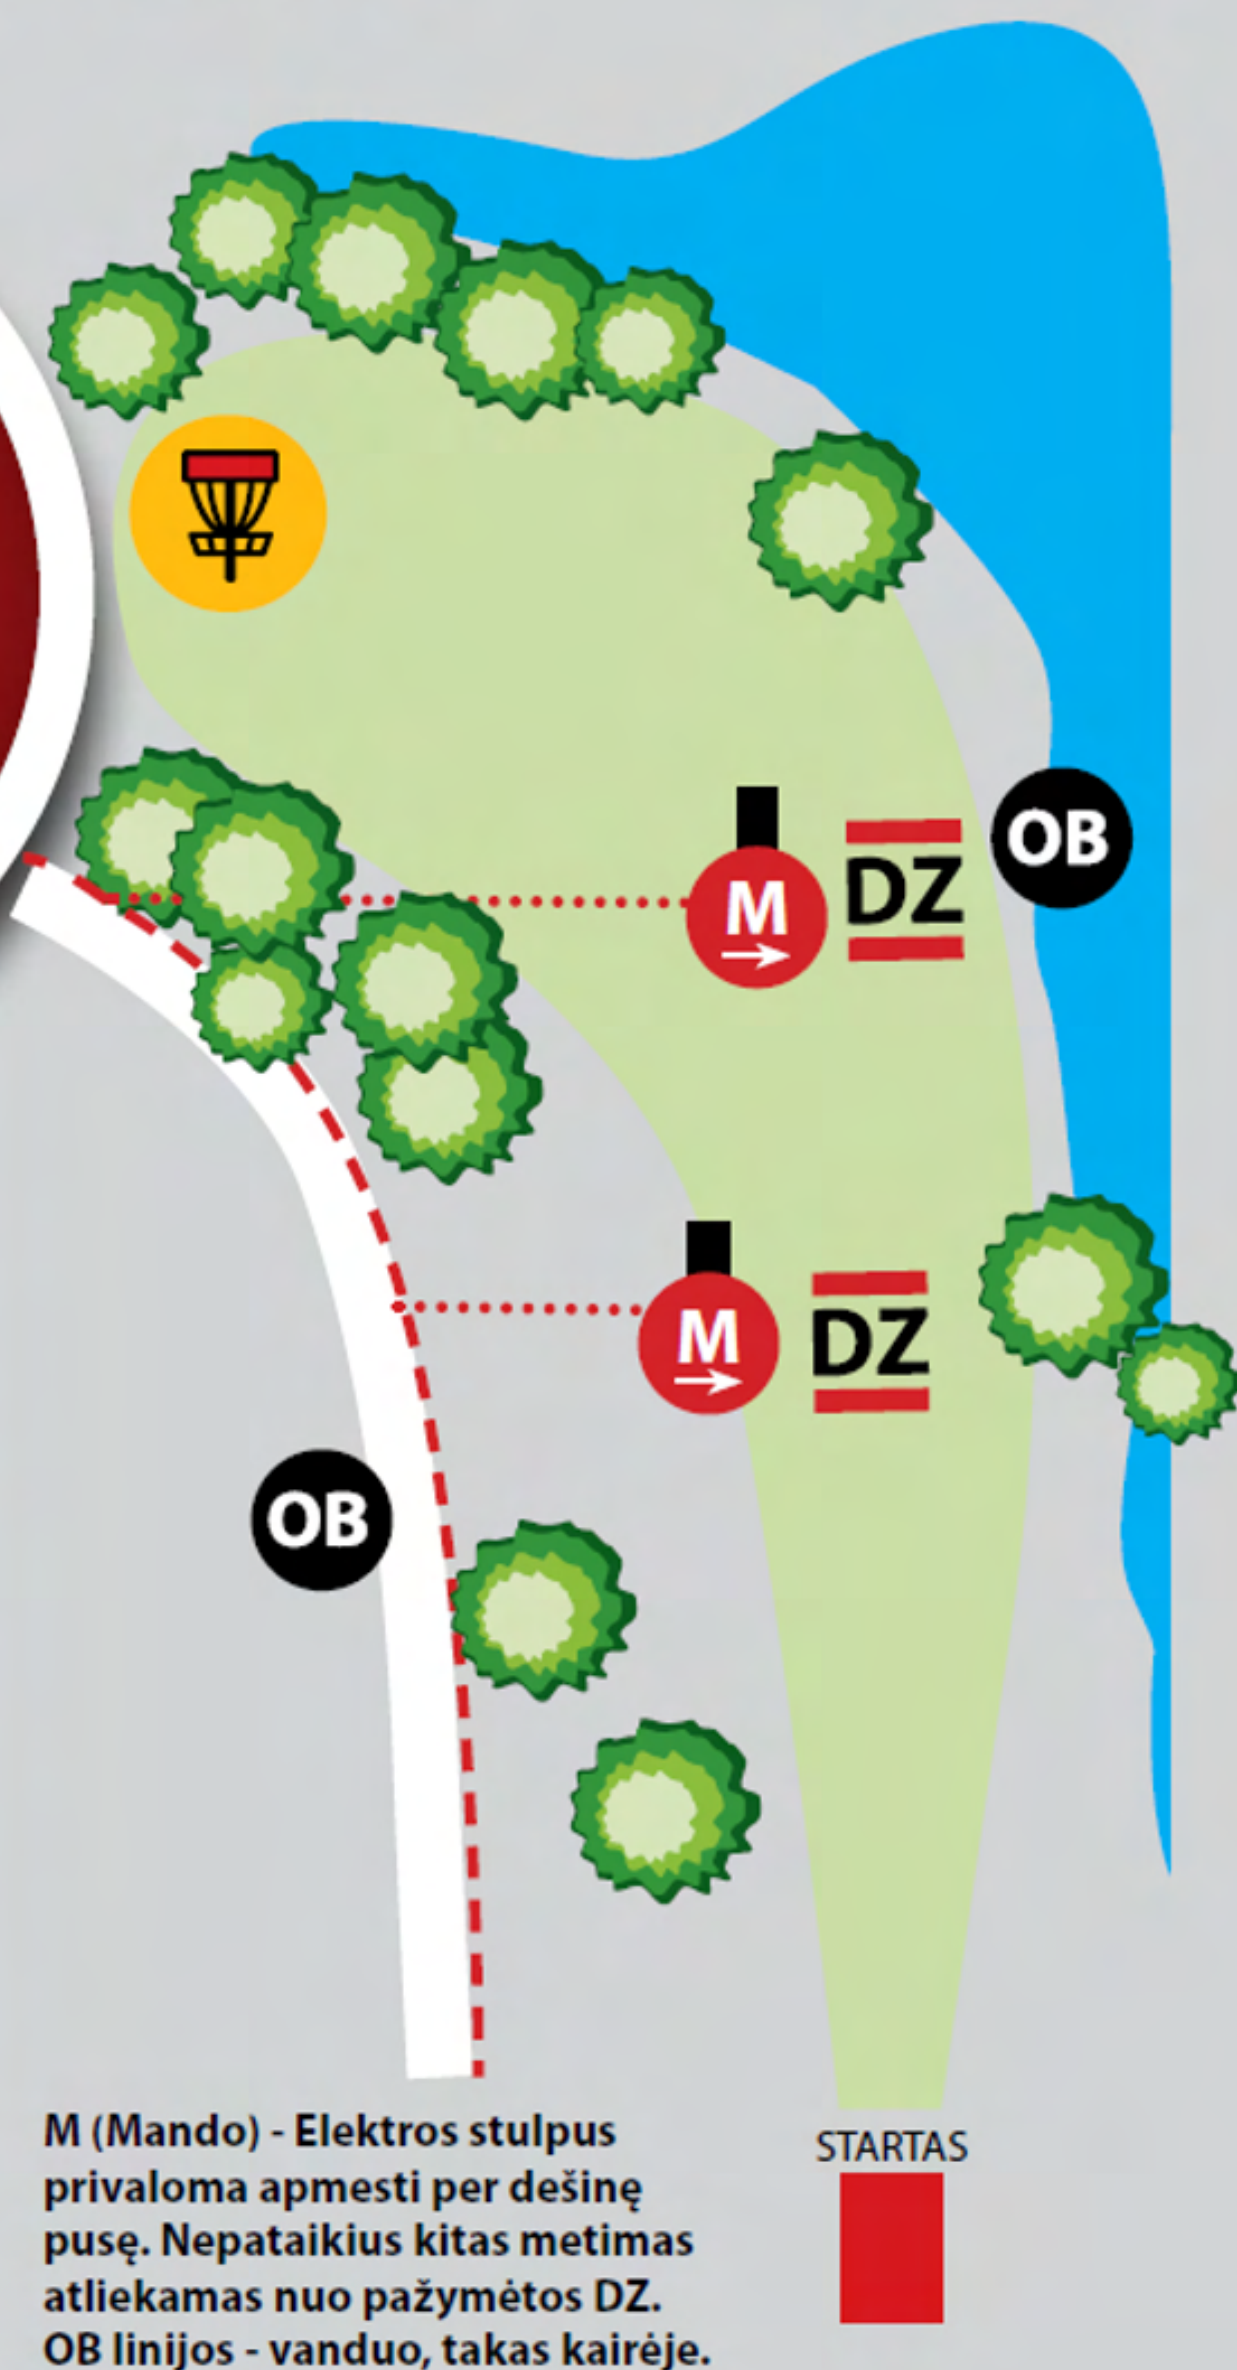 OB
M
DZ
M
DZ
OB
STARTAS
M (Mando) - Elektros stulpus
privaloma apmesti per dešinę
pusę. Nepataikius kitas metimas
atliekamas nuo pažymėtos DZ.
OB linijos - vanduo, takas kairėje.